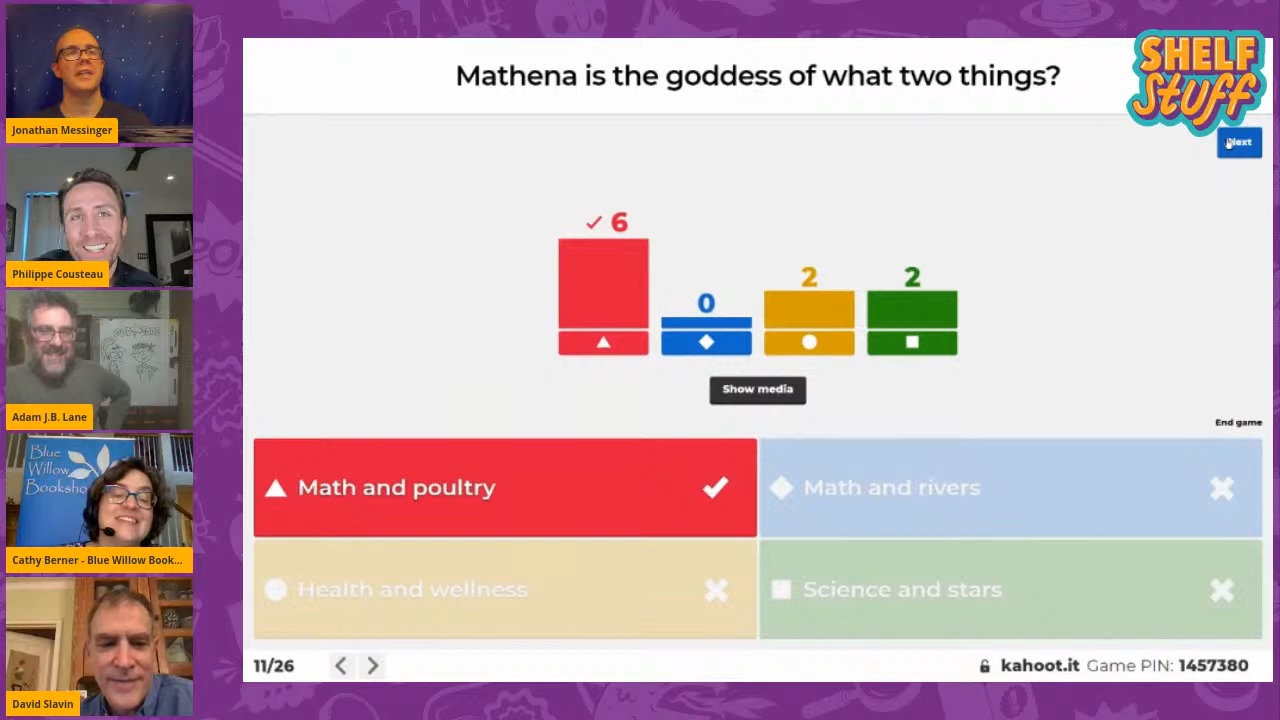 Mathena is the goddess of what two things?
SHELF
STUFF
Next
6
0
2
2
Show media
End game
Math and poultry
Math and rivers
Health and wellness
Science and stars
11/26
kahoot.it Game PIN: 1457380
Jonathan Messinger
Philippe Cousteau
Adam J.B. Lane
Blue
Willow
Booksho
Cathy Berner - Blue Willow Book...
David Slavin